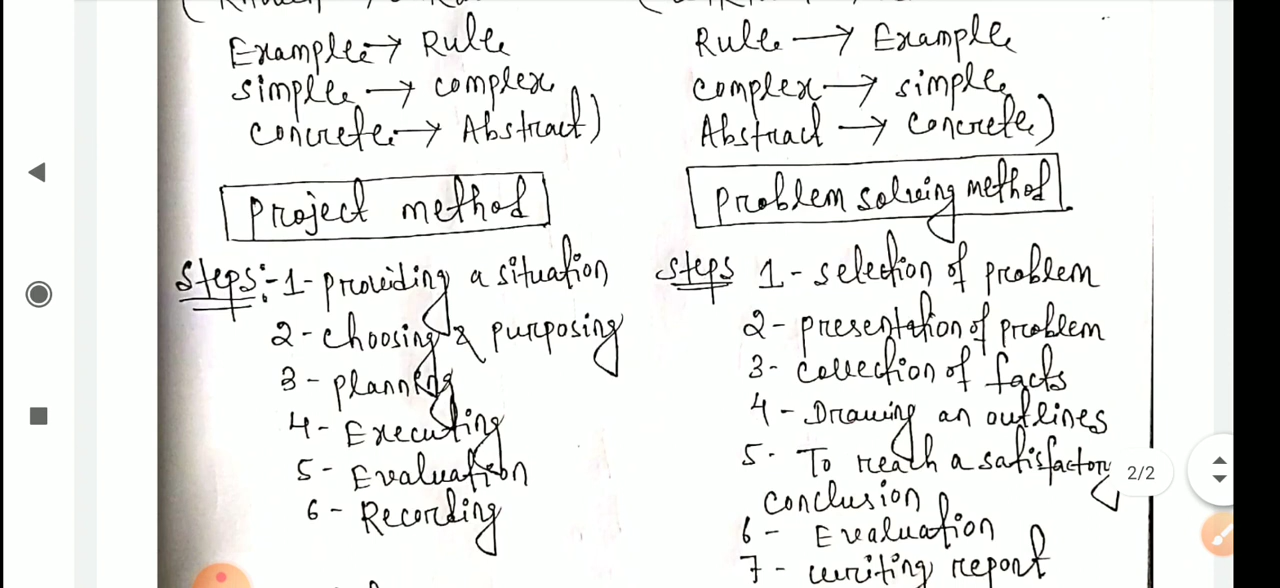 Example → Rule
simple → complex
concrete → Abstract)
Project method
Steps:- 1- providing a situation
2- choosing & purposing
3- planning
4- Executing
5- Evaluation
6- Recording
Rule → Example
complex → simple
Abstract → concrete)
Problem solving method
Steps 1- selection of problem
2- presentation of problem
3- collection of facts
4- Drawing an outlines
5- To reach a satisfactory
conclusion
6- Evaluation
7- writing report
2/2